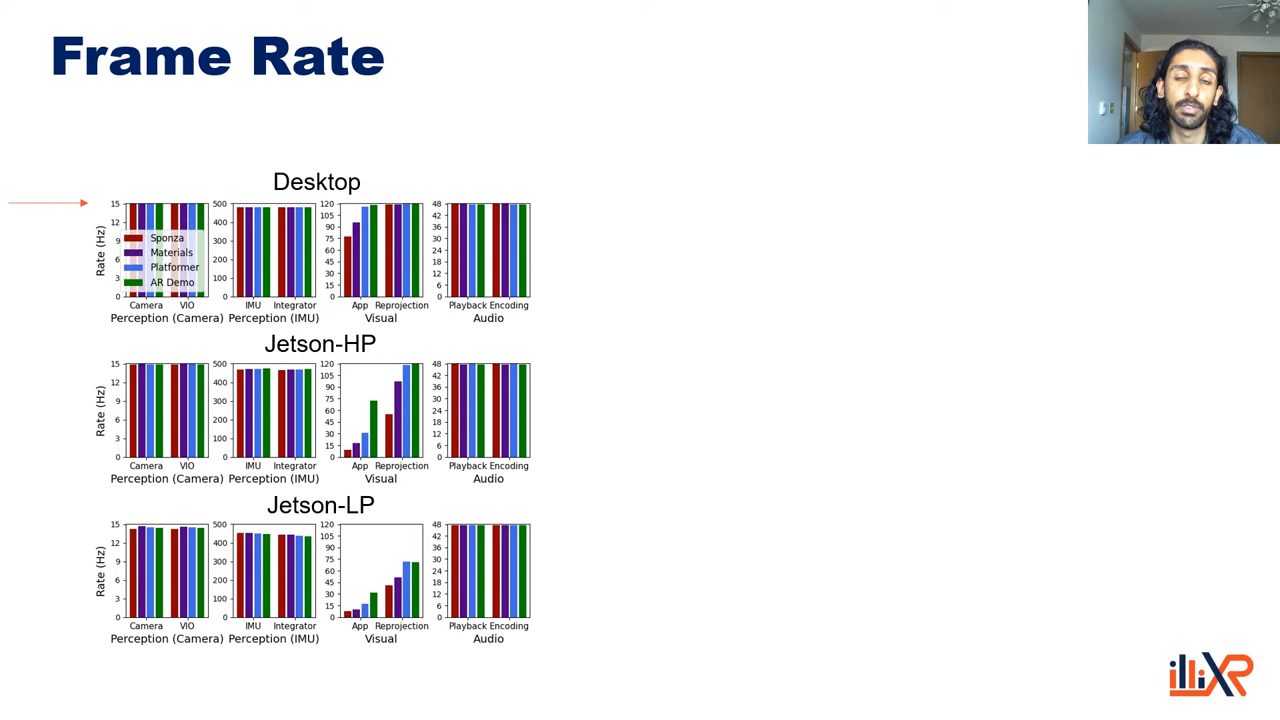 Frame Rate
Desktop
Rate (Hz)
15
12
9
6
3
0
Sponza
Materials
Platformer
AR Demo
Camera VIO
Perception (Camera)
500
400
300
200
100
0
IMU Integrator
Perception (IMU)
120
105
90
75
60
45
30
15
0
App Reprojection
Visual
48
42
36
30
24
18
12
6
0
Playback Encoding
Audio
Jetson-HP
Rate (Hz)
15
12
9
6
3
0
Camera VIO
Perception (Camera)
500
400
300
200
100
0
IMU Integrator
Perception (IMU)
120
105
90
75
60
45
30
15
0
App Reprojection
Visual
48
42
36
30
24
18
12
6
0
Playback Encoding
Audio
Jetson-LP
Rate (Hz)
15
12
9
6
3
0
Camera VIO
Perception (Camera)
500
400
300
200
100
0
IMU Integrator
Perception (IMU)
120
105
90
75
60
45
30
15
0
App Reprojection
Visual
48
42
36
30
24
18
12
6
0
Playback Encoding
Audio
illiXR